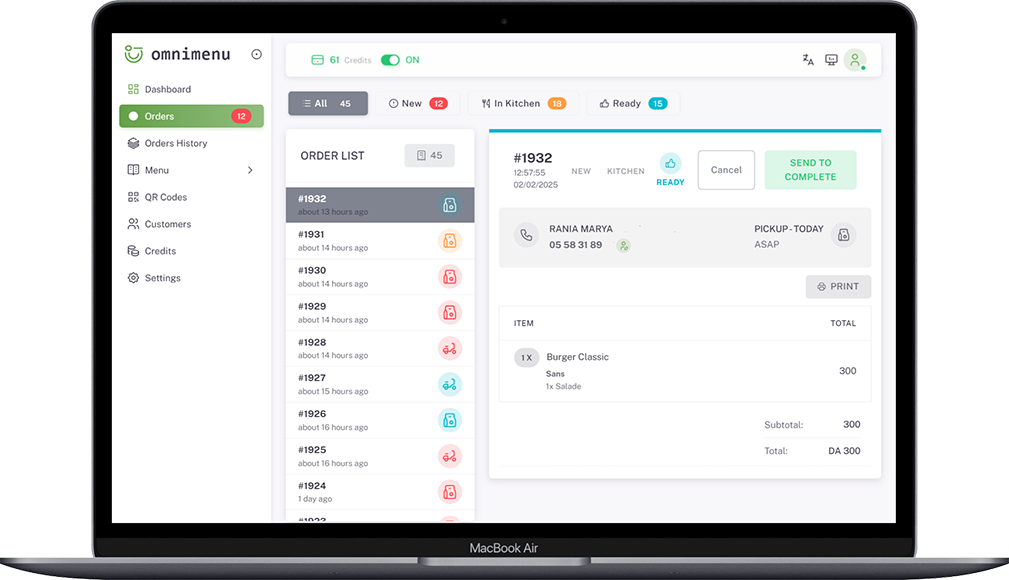 omnimenu
61 Credits ON
Dashboard
Orders 12
Orders History
Menu
QR Codes
Customers
Credits
Settings
All 45
New 12
In Kitchen 18
Ready 15
ORDER LIST
45
#1932
about 13 hours ago
#1931
about 14 hours ago
#1930
about 14 hours ago
#1929
about 14 hours ago
#1928
about 14 hours ago
#1927
about 15 hours ago
#1926
about 16 hours ago
#1925
about 16 hours ago
#1924
1 day ago
#1932
12:57:55
02/02/2025
NEW
KITCHEN
READY
Cancel
SEND TO
COMPLETE
RANIA MARYA
05 58 31 89
PICKUP - TODAY
ASAP
PRINT
ITEM TOTAL
1 X Burger Classic
Sans
1x Salade
300
Subtotal: 300
Total: DA 300
MacBook Air